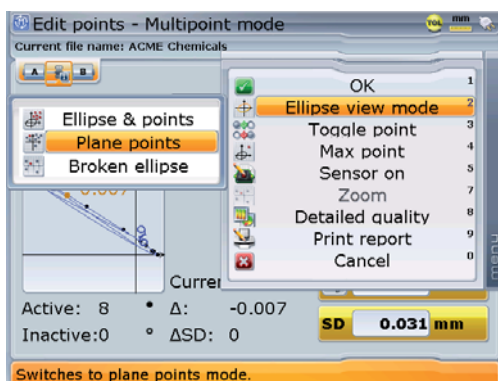 Edit points - Multipoint mode
TOL mm
Current file name: ACME Chemicals
A B
Ellipse & points
Plane points
Broken ellipse
OK 1
Ellipse view mode 2
Toggle point 3
Max point 4
Sensor on 5
Zoom 7
Detailed quality 8
Print report 9
Cancel 0
menu
Active: 8 • Δ: -0.007
Inactive:0 ° ΔSD: 0
SD 0.031 mm
Switches to plane points mode.